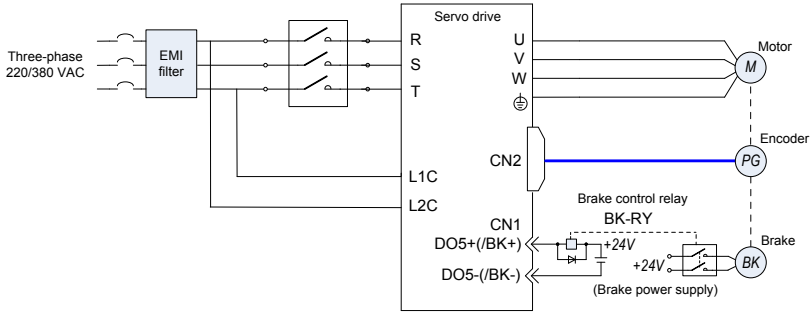 Servo drive
Three-phase
220/380 VAC
EMI
filter
R
S
T
U
V
W
Motor
M
CN2
Encoder
PG
L1C
L2C
CN1
DO5+(/BK+)
DO5-(/BK-)
Brake control relay
BK-RY
+24V
+24V
(Brake power supply)
Brake
BK